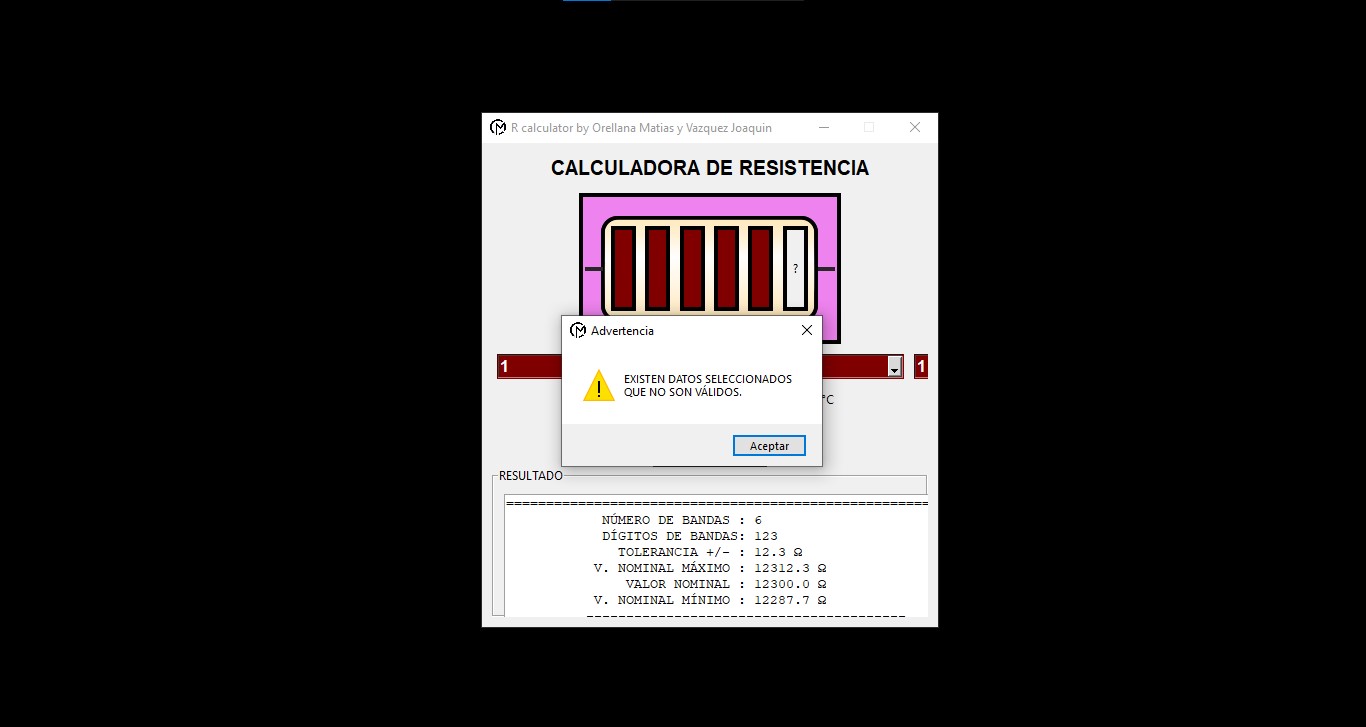 R calculator by Orellana Matias y Vazquez Joaquin
CALCULADORA DE RESISTENCIA
?
Advertencia
1
1
EXISTEN DATOS SELECCIONADOS
QUE NO SON VÁLIDOS.
°C
Aceptar
RESULTADO
=====================================================
NÚMERO DE BANDAS : 6
DÍGITOS DE BANDAS: 123
TOLERANCIA +/- : 12.3 Ω
V. NOMINAL MÁXIMO : 12312.3 Ω
VALOR NOMINAL : 12300.0 Ω
V. NOMINAL MÍNIMO : 12287.7 Ω
----------------------------------------